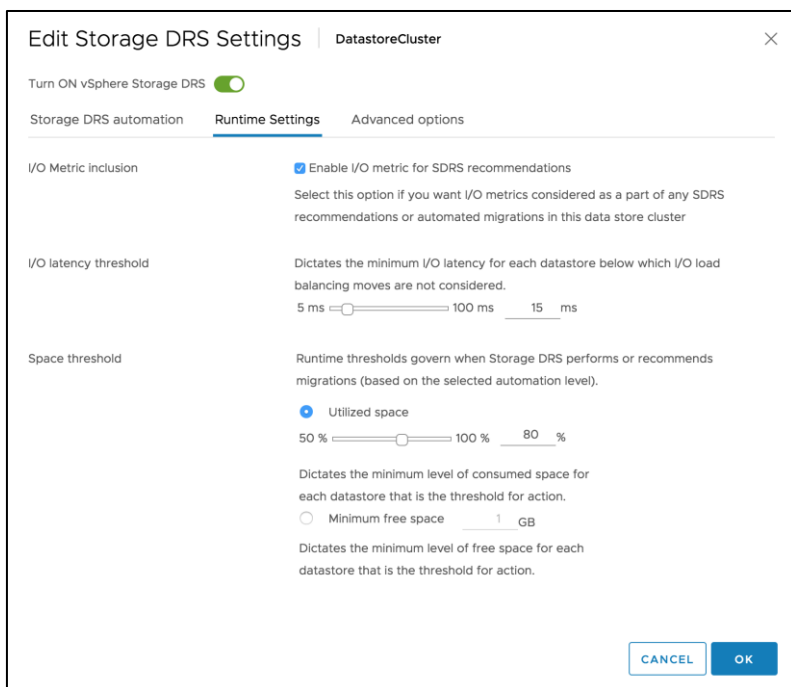 Edit Storage DRS Settings DatastoreCluster
Turn ON vSphere Storage DRS
Storage DRS automation Runtime Settings Advanced options
I/O Metric inclusion Enable I/O metric for SDRS recommendations
Select this option if you want I/O metrics considered as a part of any SDRS
recommendations or automated migrations in this data store cluster
I/O latency threshold Dictates the minimum I/O latency for each datastore below which I/O load
balancing moves are not considered.
5 ms 100 ms 15 ms
Space threshold Runtime thresholds govern when Storage DRS performs or recommends
migrations (based on the selected automation level).
Utilized space
50 % 100 % 80 %
Dictates the minimum level of consumed space for
each datastore that is the threshold for action.
Minimum free space 1 GB
Dictates the minimum level of free space for each
datastore that is the threshold for action.
CANCEL OK